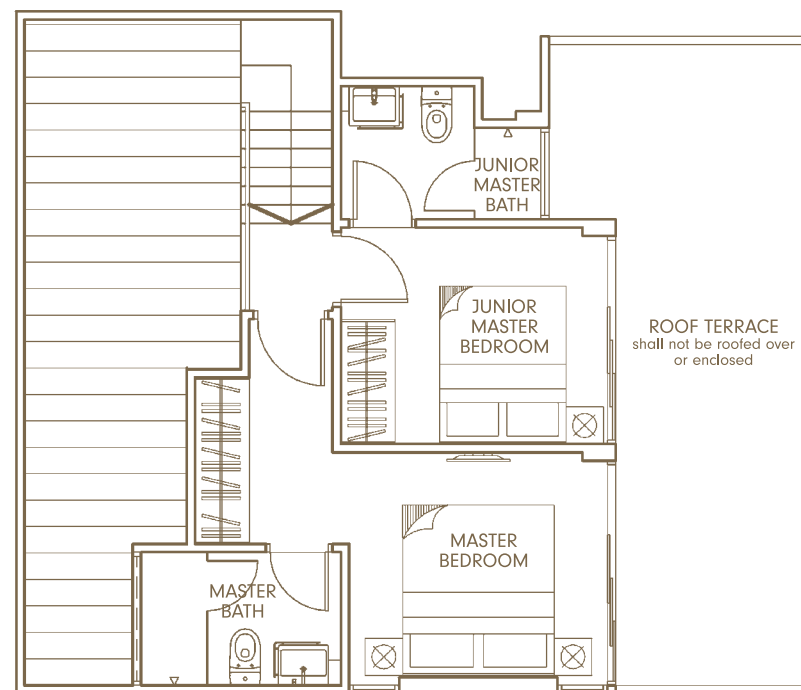 JUNIOR
MASTER
BATH
JUNIOR
MASTER
BEDROOM
ROOF TERRACE
shall not be roofed over
or enclosed
MASTER
BEDROOM
MASTER
BATH